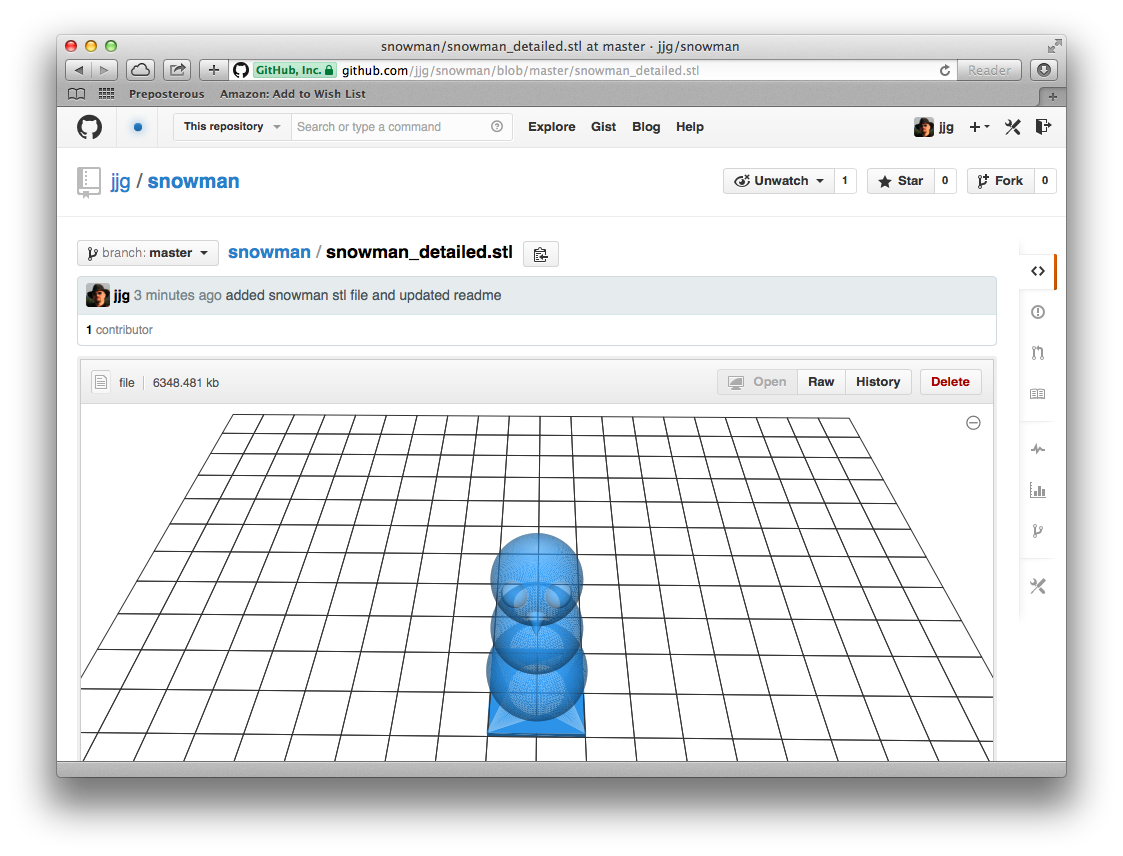 snowman/snowman_detailed.stl at master · jjg/snowman
GitHub, Inc. github.com/jjg/snowman/blob/master/snowman_detailed.stl Reader
Preposterous Amazon: Add to Wish List
This repository Search or type a command Explore Gist Blog Help jjg
jjg / snowman Unwatch 1 Star 0 Fork 0
branch: master snowman / snowman_detailed.stl
jjg 3 minutes ago added snowman stl file and updated readme
1 contributor
file 6348.481 kb Open Raw History Delete